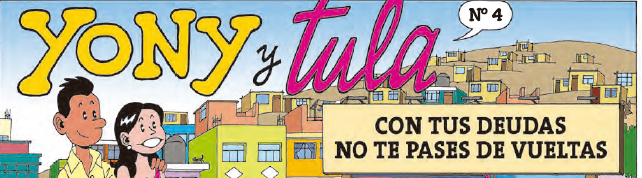 YONY y tula
Nº 4
CON TUS DEUDAS
NO TE PASES DE VUELTAS